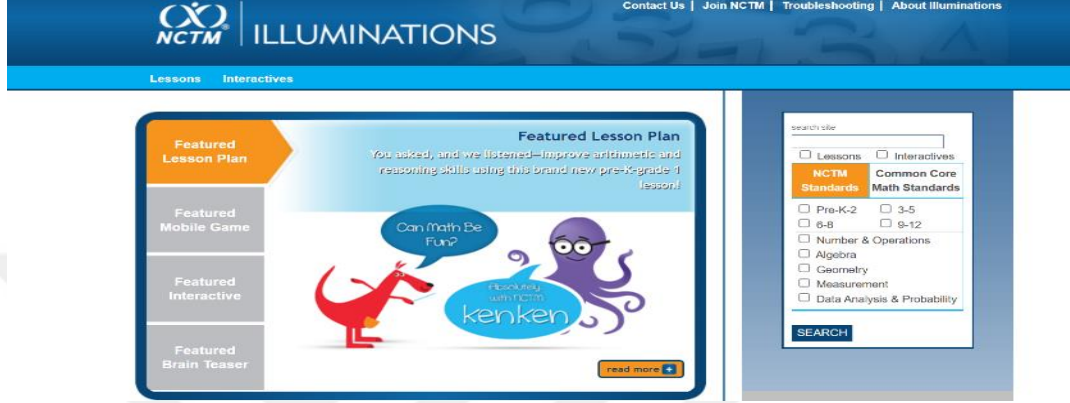 Contact Us | Join NCTM | Troubleshooting | About Illuminations
NCTM ILLUMINATIONS
Lessons Interactives
Featured
Lesson Plan
Featured
Mobile Game
Featured
Interactive
Featured
Brain Teaser
Featured Lesson Plan
You asked, and we listened—improve arithmetic and
reasoning skills using this brand new pre-K-grade 1
lesson!
Can Math Be
Fun?
Absolutely
with NCTM
kenken
read more +
search site
Lessons Interactives
NCTM
Standards
Common Core
Math Standards
Pre-K-2 3-5
6-8 9-12
Number & Operations
Algebra
Geometry
Measurement
Data Analysis & Probability
SEARCH